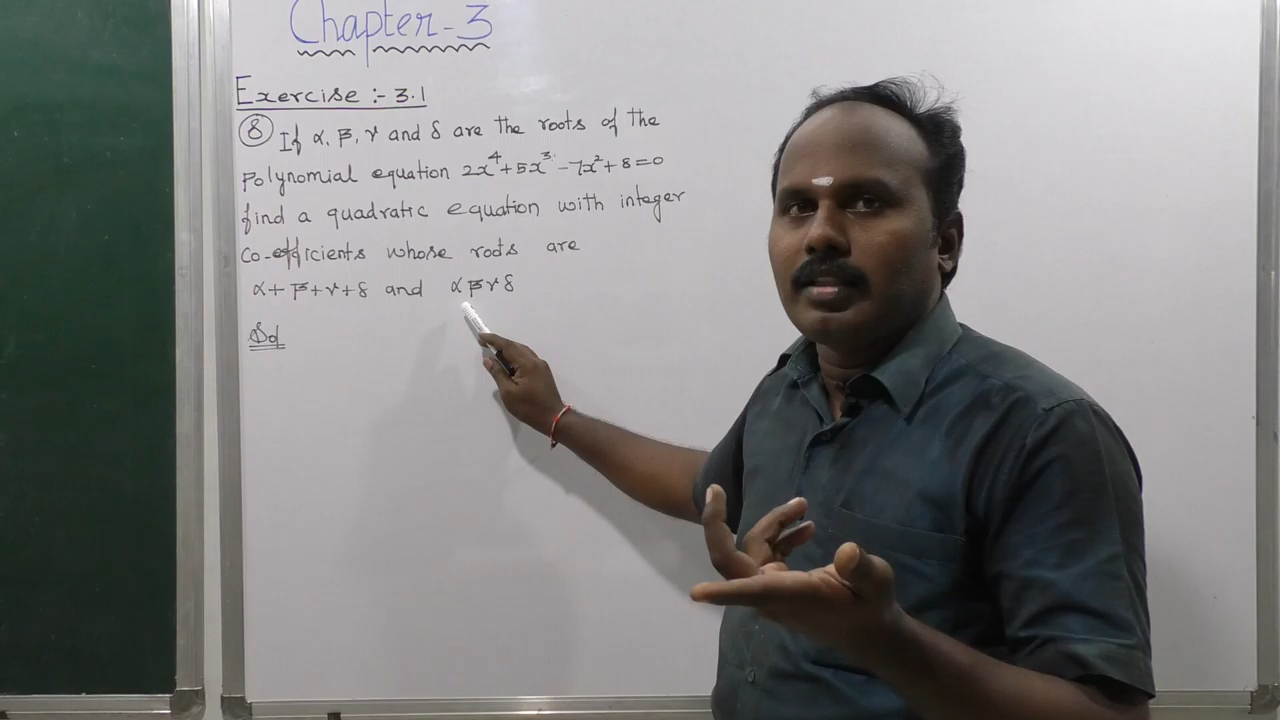 Chapter-3
Exercise :- 3.1
⑧ If α, β, γ and δ are the roots of the
Polynomial equation 2x⁴+5x³-7x²+8=0
find a quadratic equation with integer
Co-efficients whose roots are
α+β+γ+δ and αβγδ
Sol